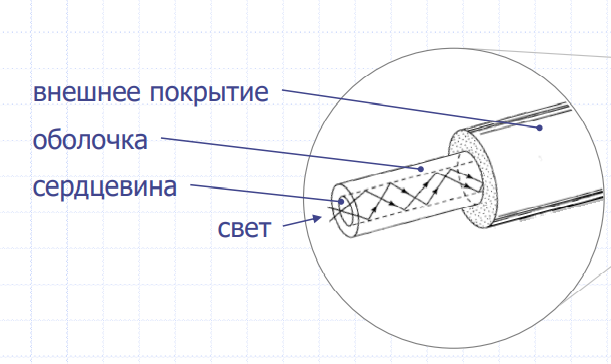 внешнее покрытие
оболочка
сердцевина
свет